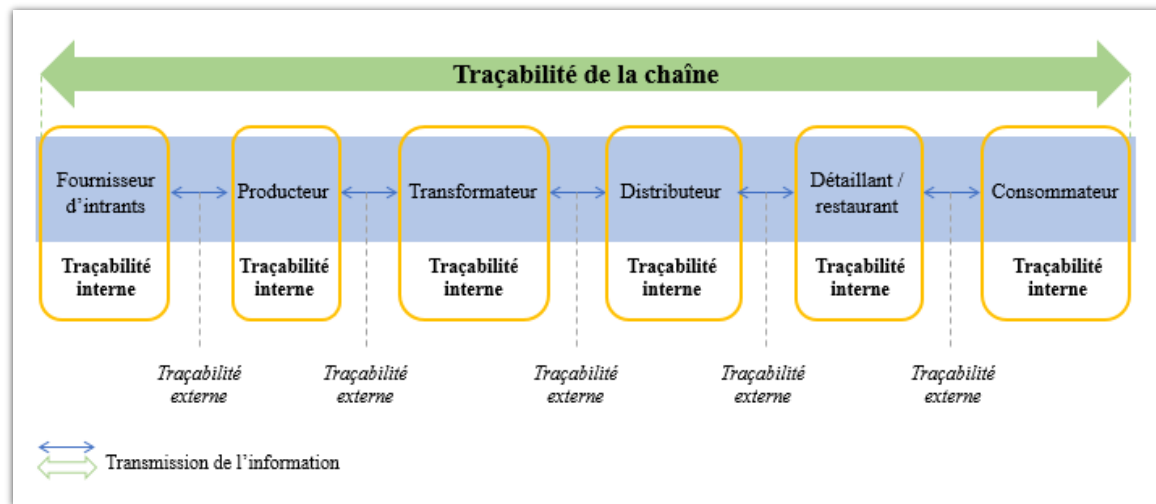 Traçabilité de la chaîne
Fournisseur
d’intrants
Producteur
Transformateur
Distributeur
Détaillant /
restaurant
Consommateur
Traçabilité
interne
Traçabilité
interne
Traçabilité
interne
Traçabilité
interne
Traçabilité
interne
Traçabilité
interne
Traçabilité
externe
Traçabilité
externe
Traçabilité
externe
Traçabilité
externe
Traçabilité
externe
Transmission de l’information